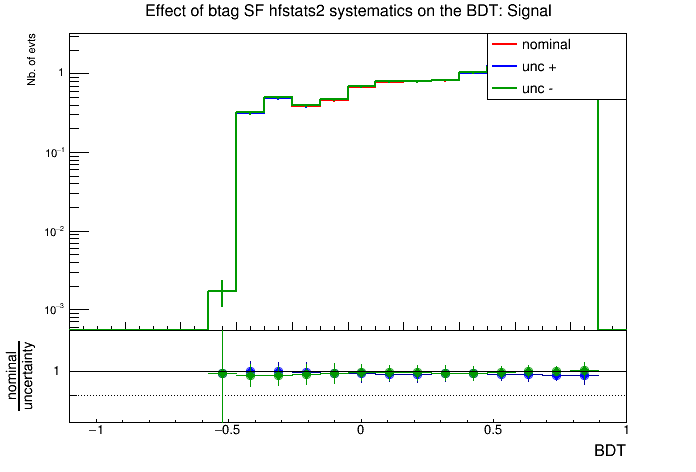 Effect of btag SF hfstats2 systematics on the BDT: Signal
Nb. of evts
nominal
unc +
unc -
1
10⁻¹
10⁻²
10⁻³
nominal
uncertainty
1
−1 −0.5 0 0.5 1
BDT